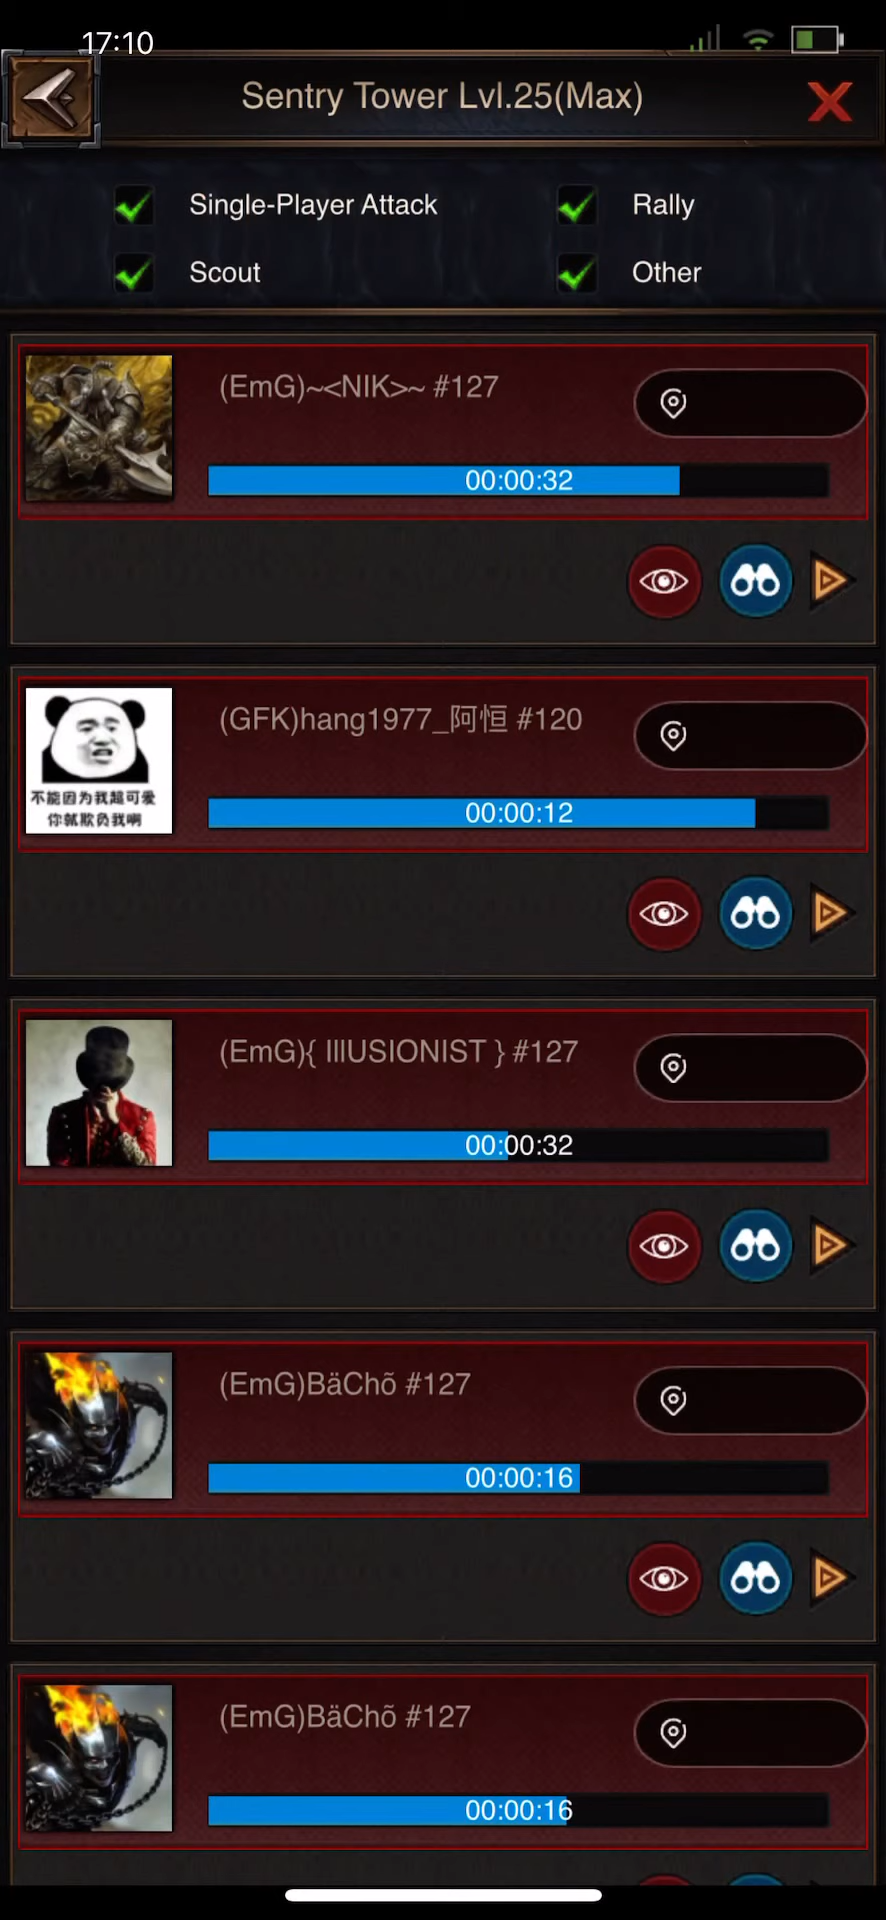 17:10
Sentry Tower Lvl.25(Max)
Single-Player Attack
Rally
Scout
Other
(EmG)~<NIK>~ #127
00:00:32
(GFK)hang1977_阿恒 #120
不能因为我超可爱
你就欺负我啊
00:00:12
(EmG){ IllUSIONIST } #127
00:00:32
(EmG)BäChõ #127
00:00:16
(EmG)BäChõ #127
00:00:16